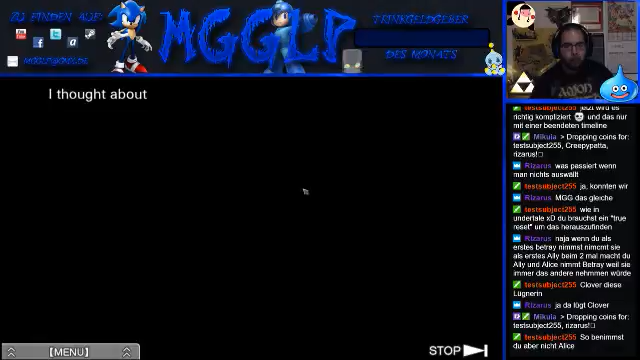 ZU FINDEN AUF:
MGGLP
TRINKGELDGEBER
DES MONATS
I thought about
testsubject255 jetzt wird es
richtig kompliziert und das nur
mit einer beendeten timeline
Mikuia > Dropping coins for:
testsubject255, Creepypatta,
rizarus!
Rizarus: was passiert wenn
man nichts auswählt
testsubject255: ja, konnten wir
Rizarus: MGG das gleiche
testsubject255: wie in
undertale xD du brauchst ein "true
reset" um das herauszufinden
Rizarus: naja wenn du als
erstes betray nimmst nimcmt sie
als erstes Ally beim 2 mal macht du
Ally und Alice nimmt Betray weil sie
immer das andere nehmmen würde
testsubject255: Clover diese
Lügnerin
Rizarus: ja da lügt Clover
Mikuia > Dropping coins for:
testsubject255, rizarus!
testsubject255: So benimmst
du aber nicht Alice
[MENU]
STOP